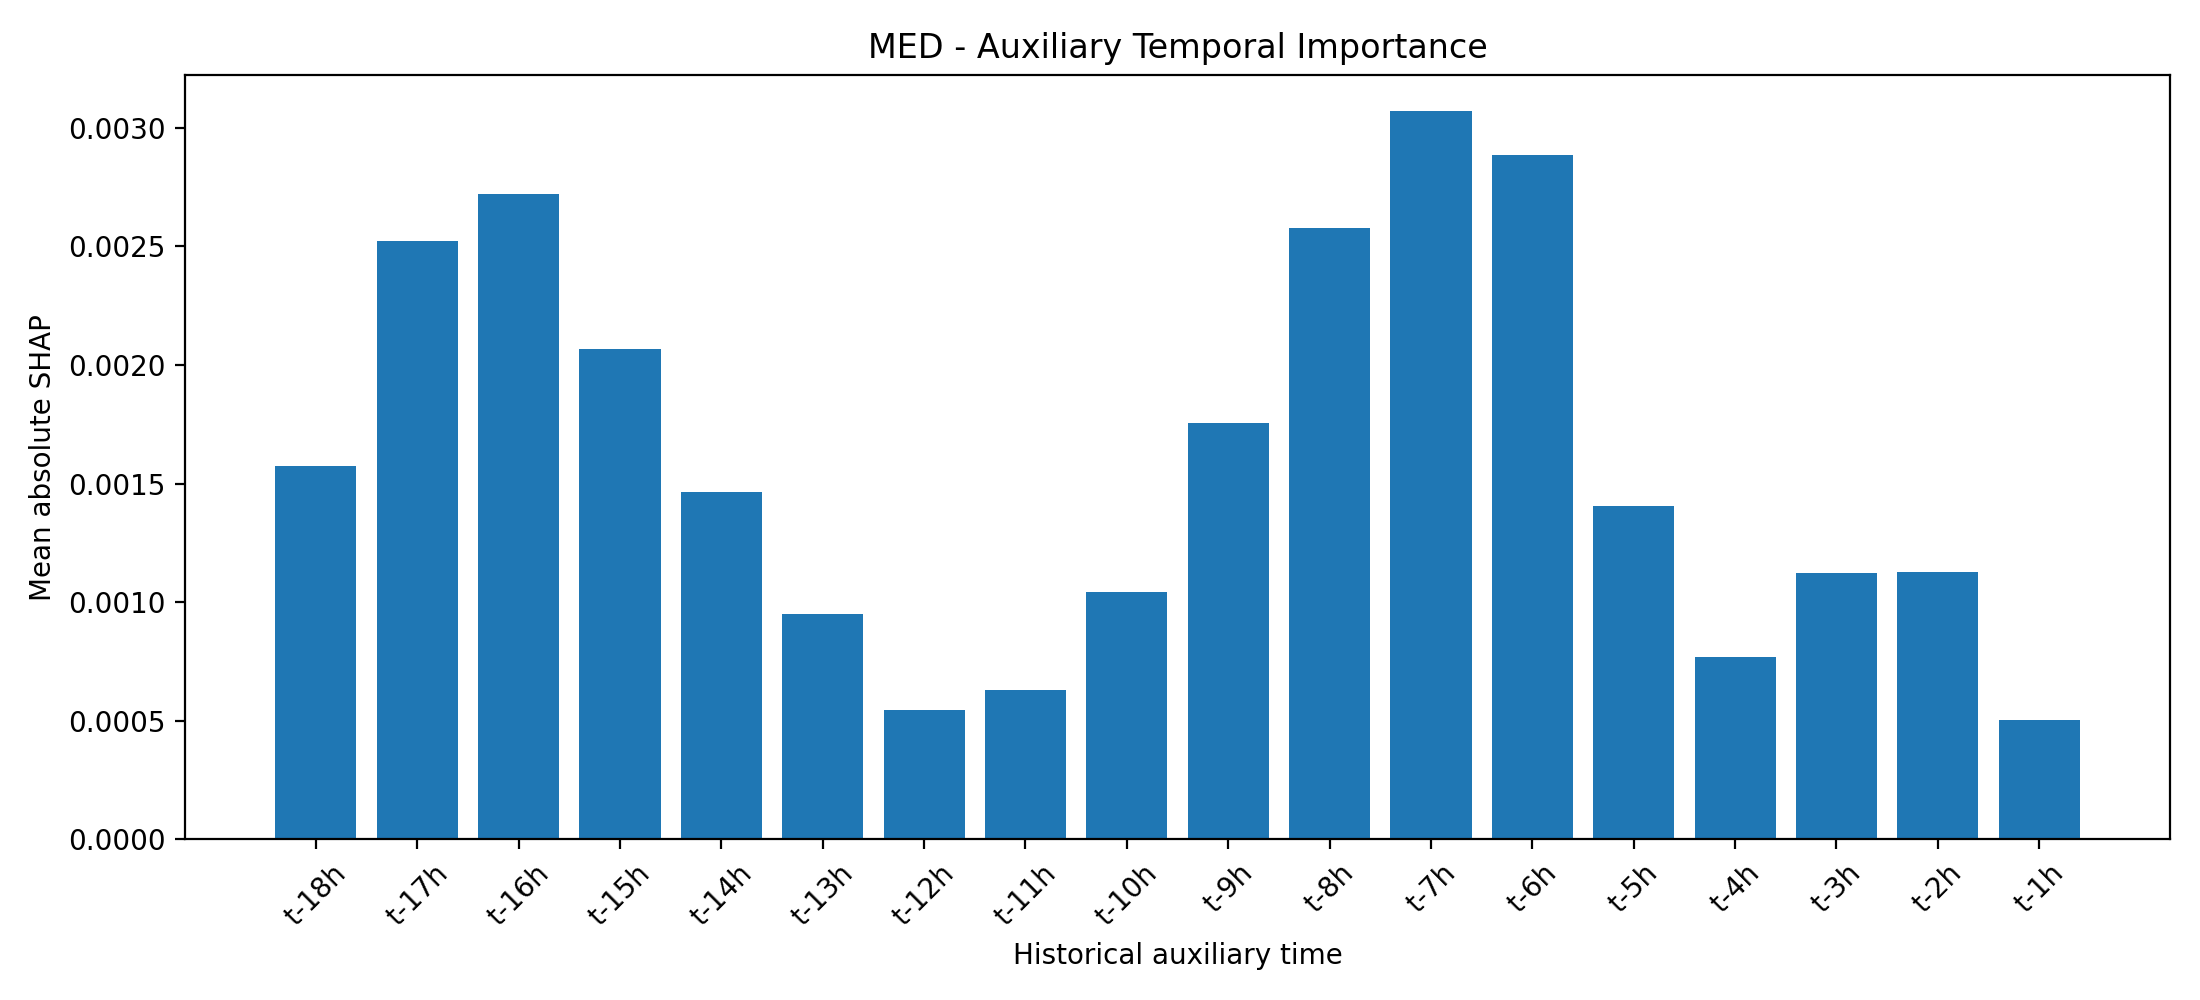 MED - Auxiliary Temporal Importance
Mean absolute SHAP
0.0030
0.0025
0.0020
0.0015
0.0010
0.0005
0.0000
t-18h t-17h t-16h t-15h t-14h t-13h t-12h t-11h t-10h t-9h t-8h t-7h t-6h t-5h t-4h t-3h t-2h t-1h
Historical auxiliary time